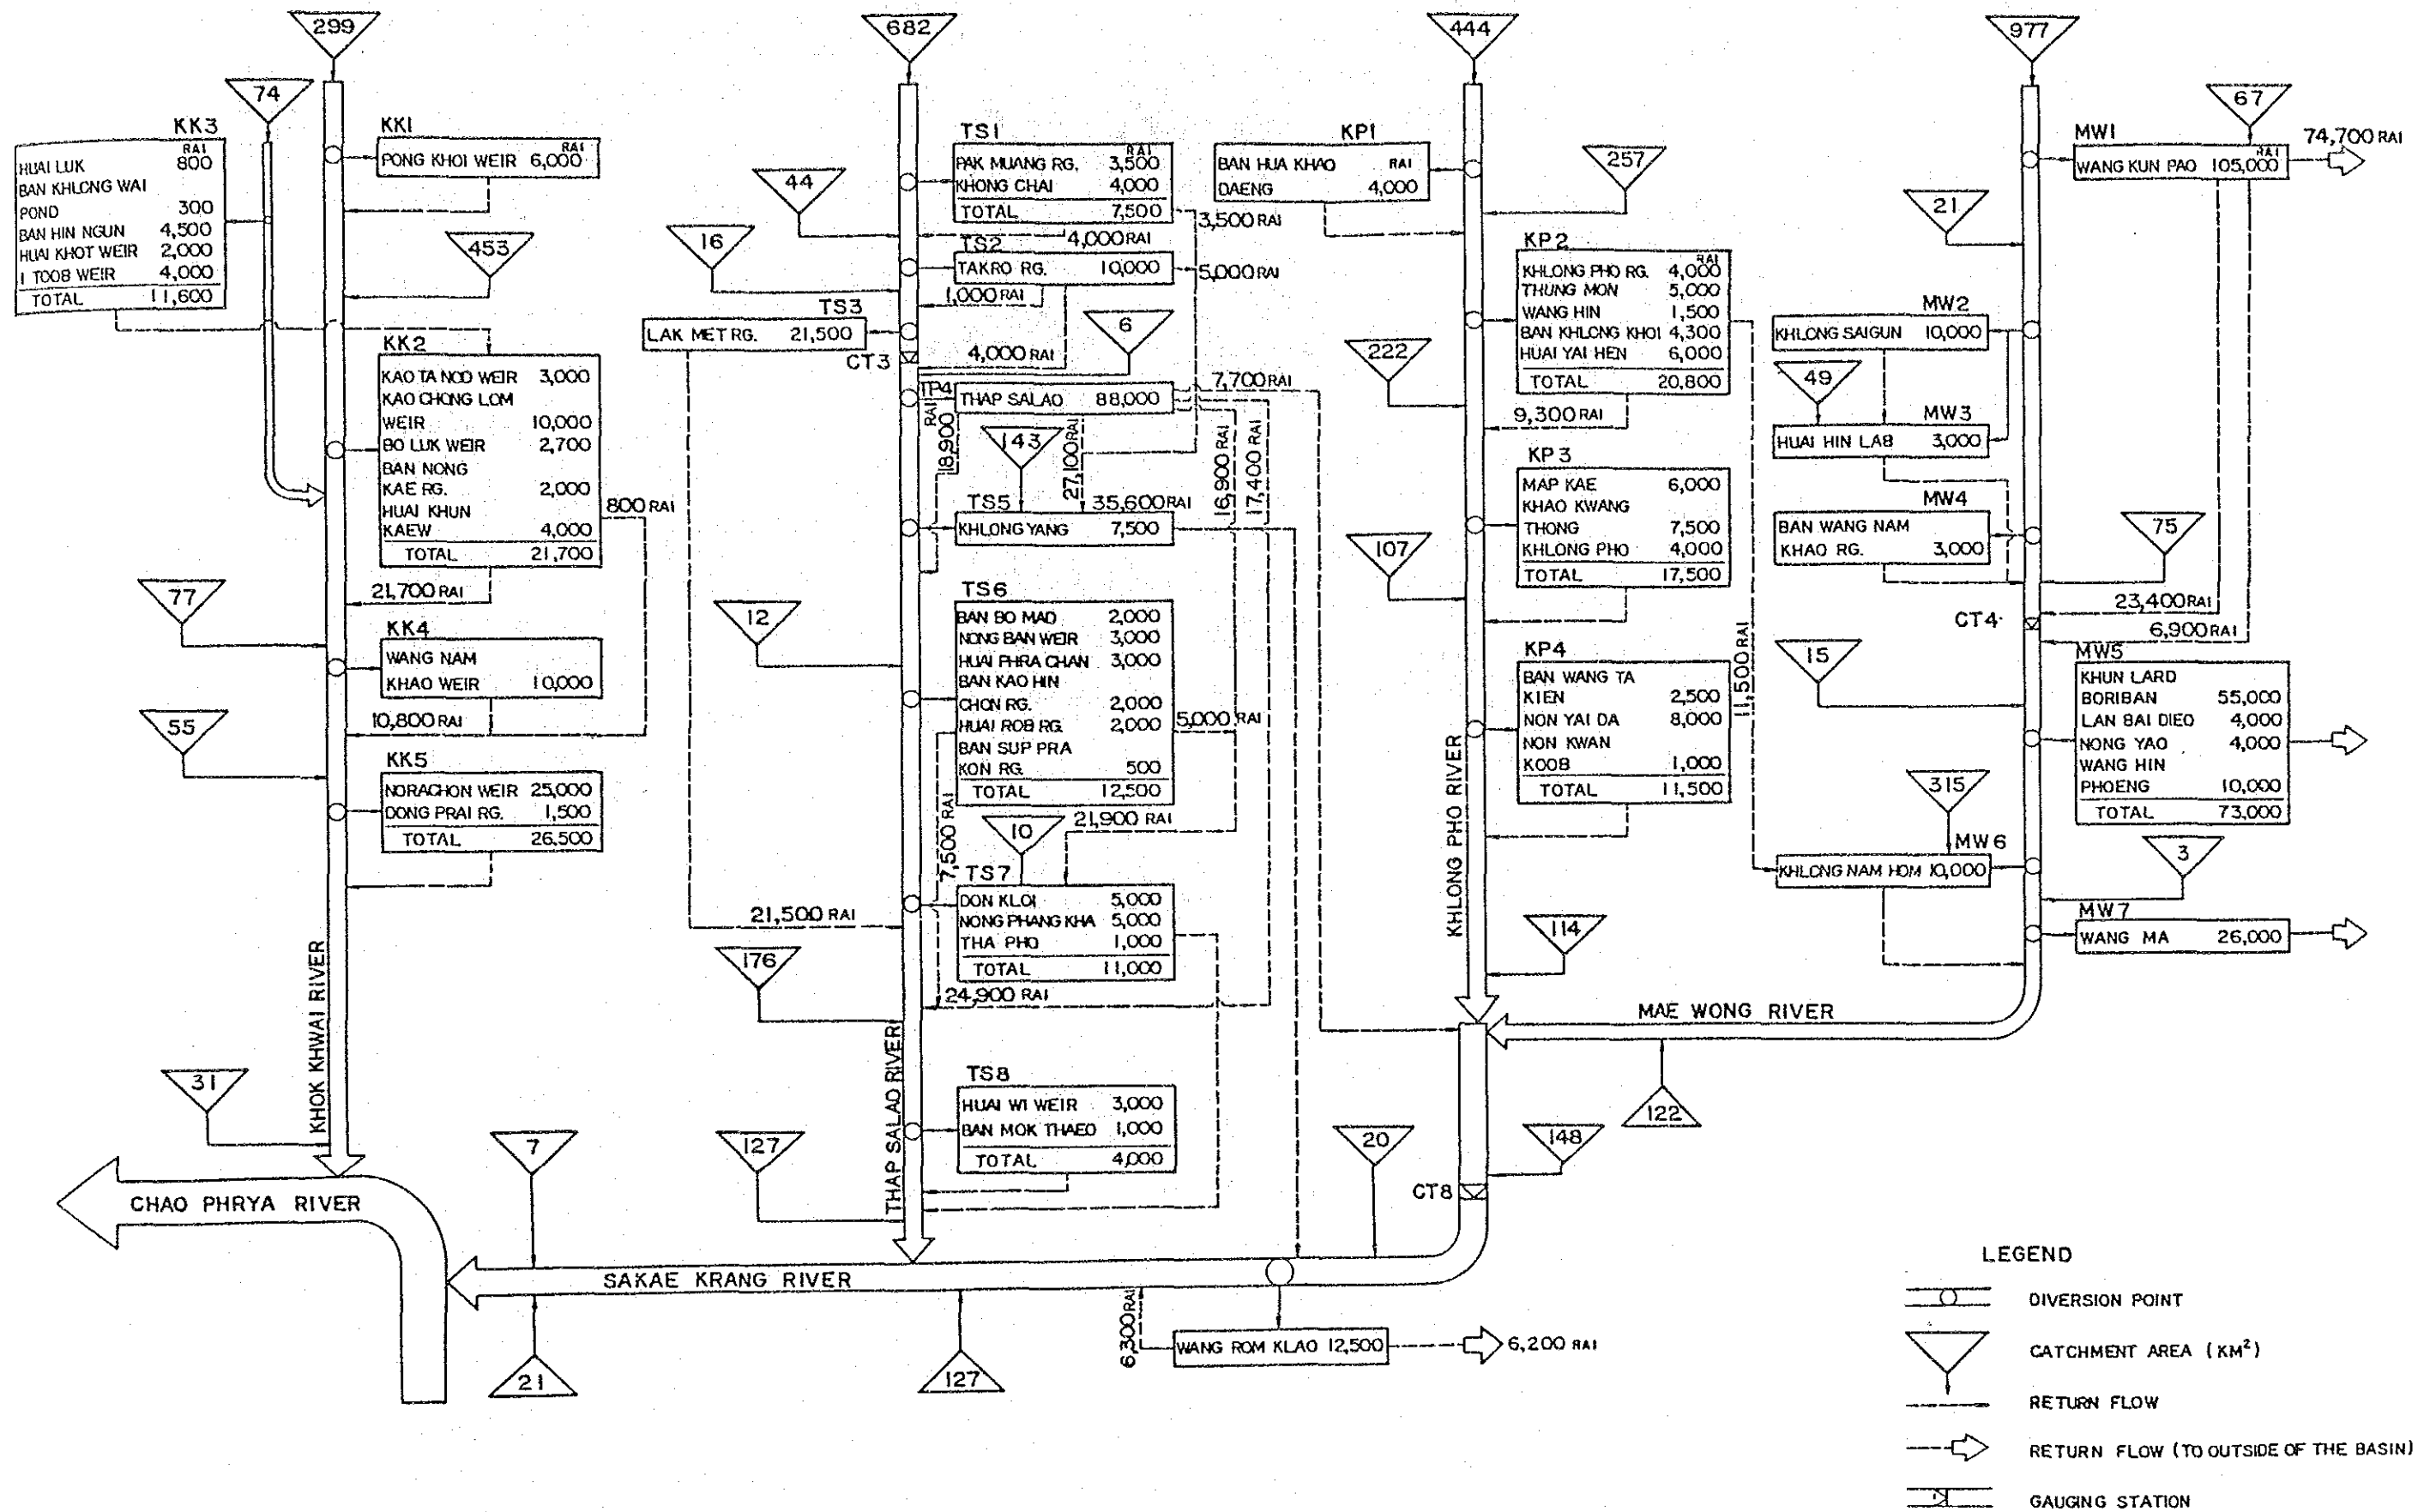 299
74
KK3
RAI
HUAI LUK 800
BAN KHLONG WAI
POND 300
BAN HIN NGUN 4,500
HUAI KHOT WEIR 2,000
I TOOB WEIR 4,000
TOTAL 11,600
KK1
RAI
PONG KHOI WEIR 6,000
453
KK2
KAO TA NOO WEIR 3,000
KAO CHONG LOM
WEIR 10,000
BO LUK WEIR 2,700
BAN NONG
KAE RG. 2,000
HUAI KHUN
KAEW 4,000
TOTAL 21,700
800 RAI
21,700 RAI
77
KK4
WANG NAM
KHAO WEIR 10,000
10,800 RAI
55
KK5
NORACHON WEIR 25,000
DONG PRAI RG. 1,500
TOTAL 26,500
KHOK KHWAI RIVER
31
CHAO PHRYA RIVER
682
TS1
RAI
PAK MUANG RG. 3,500
KHONG CHAI 4,000
TOTAL 7,500
3,500 RAI
44
4,000 RAI
16
TS2
TAKRO RG. 10,000
5,000 RAI
1,000 RAI
TS3
LAK MET RG. 21,500
6
CT3
4,000 RAI
TP4
THAP SALAO 88,000
7,700 RAI
18,900 RAI
143
27,100 RAI
16,900 RAI
17,400 RAI
TS5
35,600 RAI
KHLONG YANG 7,500
12
TS6
BAN BO MAD 2,000
NONG BAN WEIR 3,000
HUAI PHRA CHAN 3,000
BAN KAO HIN
CHON RG. 2,000
HUAI ROB RG. 2,000
BAN SUP PRA
KON RG. 500
TOTAL 12,500
5,000 RAI
7,500 RAI
21,900 RAI
10
TS7
DON KLOI 5,000
NONG PHANG KHA 5,000
THA PHO 1,000
TOTAL 11,000
21,500 RAI
176
24,900 RAI
THAP SALAO RIVER
TS8
HUAI WI WEIR 3,000
BAN MOK THAEO 1,000
TOTAL 4,000
127
7
21
SAKAE KRANG RIVER
127
6,300 RAI
WANG ROM KLAO 12,500
6,200 RAI
20
444
KP1
BAN HUA KHAO RAI
DAENG 4,000
257
KP2
RAI
KHLONG PHO RG. 4,000
THUNG MON 5,000
WANG HIN 1,500
BAN KHLONG KHOI 4,300
HUAI YAI HEN 6,000
TOTAL 20,800
222
9,300 RAI
KP3
MAP KAE 6,000
KHAO KWANG
THONG 7,500
KHLONG PHO 4,000
TOTAL 17,500
107
KP4
BAN WANG TA
KIEN 2,500
NON YAI DA 8,000
NON KWAN
KOOB 1,000
TOTAL 11,500
11,500 RAI
KHLONG PHO RIVER
114
148
CT8
977
67
MW1
RAI
WANG KUN PAO 105,000
74,700 RAI
21
MW2
KHLONG SAIGUN 10,000
49
MW3
HUAI HIN LAB 3,000
MW4
BAN WANG NAM
KHAO RG. 3,000
75
23,400 RAI
CT4
6,900 RAI
15
MW5
KHUN LARD
BORIBAN 55,000
LAN BAI DIEO 4,000
NONG YAO 4,000
WANG HIN
PHOENG 10,000
TOTAL 73,000
315
MW6
KHLONG NAM HOM 10,000
3
MW7
WANG MA 26,000
MAE WONG RIVER
122
LEGEND
DIVERSION POINT
CATCHMENT AREA (KM²)
RETURN FLOW
RETURN FLOW (TO OUTSIDE OF THE BASIN)
GAUGING STATION